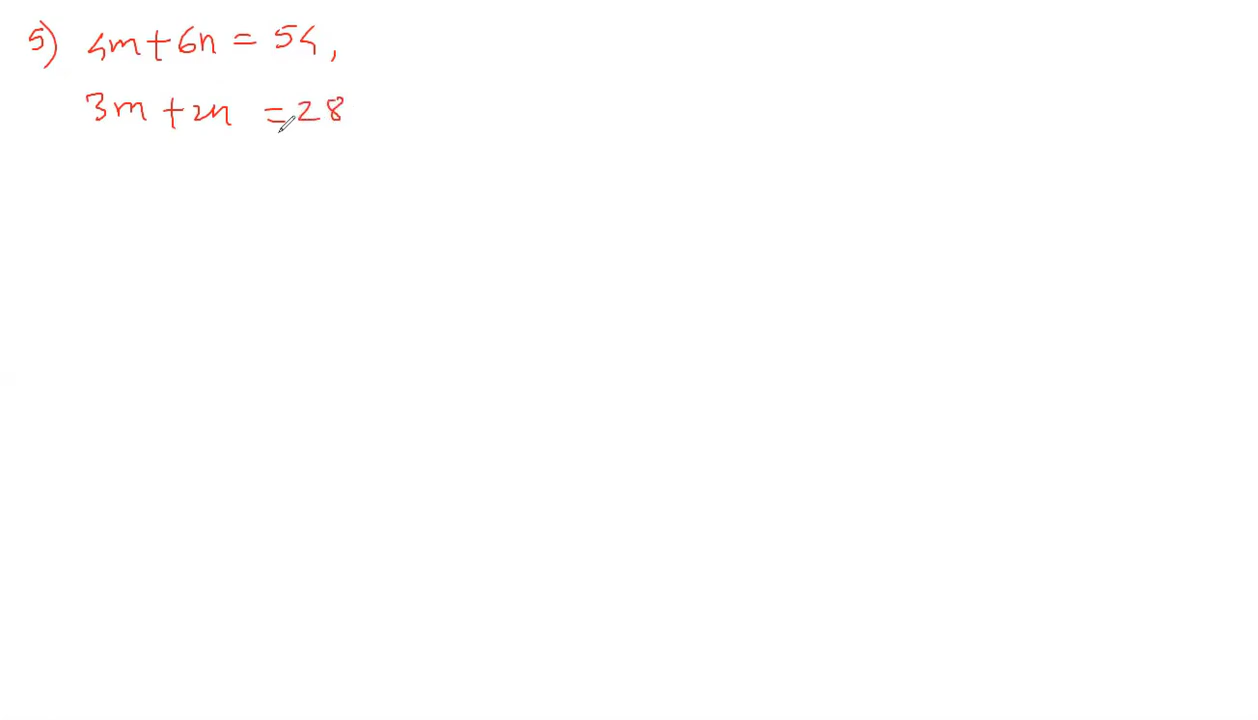 5) 4m + 6n = 54,
3m + 2n = 28